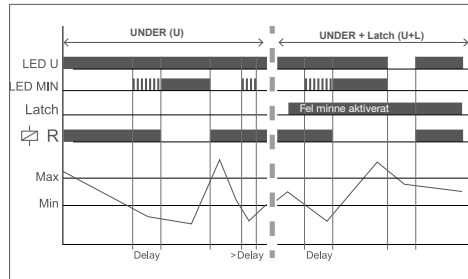 UNDER (U)
UNDER + Latch (U+L)
LED U
LED MIN
Latch
Fel minne aktiverat
R
Max
Min
Delay
>Delay
Delay